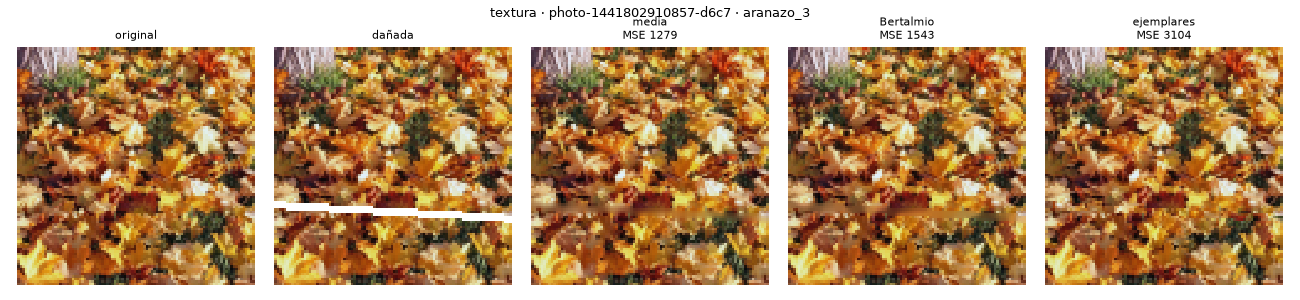 textura · photo-1441802910857-d6c7 · aranazo_3
original
dañada
media
MSE 1279
Bertalmio
MSE 1543
ejemplares
MSE 3104